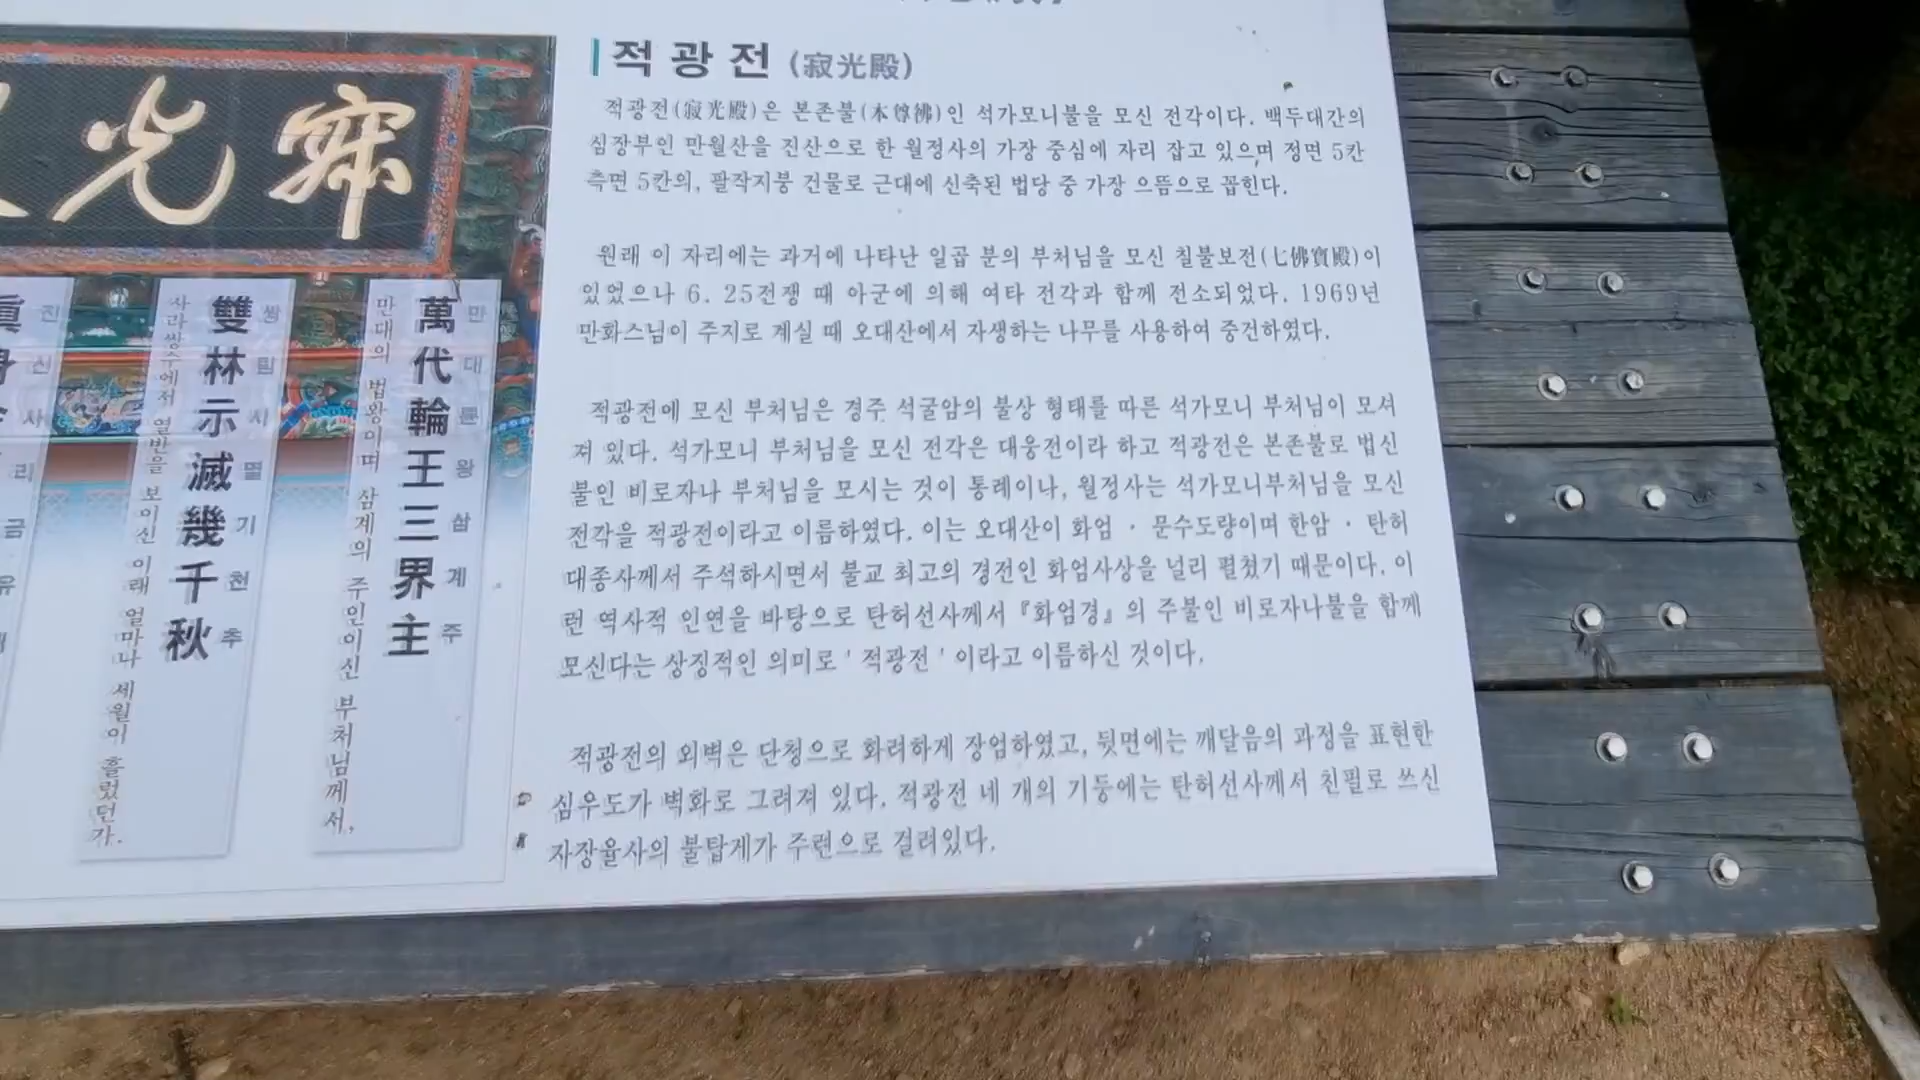 적광전 (寂光殿)
적광전(寂光殿)은 본존불(本尊佛)인 석가모니불을 모신 전각이다. 백두대간의
심장부인 만월산을 진산으로 한 월정사의 가장 중심에 자리 잡고 있으며 정면 5칸
측면 5칸의, 팔작지붕 건물로 근대에 신축된 법당 중 가장 으뜸으로 꼽힌다.
원래 이 자리에는 과거에 나타난 일곱 분의 부처님을 모신 칠불보전(七佛寶殿)이
있었으나 6. 25전쟁 때 아군에 의해 여타 전각과 함께 전소되었다. 1969년
만화스님이 주지로 계실 때 오대산에서 자생하는 나무를 사용하여 중건하였다.
적광전에 모신 부처님은 경주 석굴암의 불상 형태를 따른 석가모니 부처님이 모셔
져 있다. 석가모니 부처님을 모신 전각은 대웅전이라 하고 적광전은 본존불로 법신
불인 비로자나 부처님을 모시는 것이 통례이나, 월정사는 석가모니부처님을 모신
전각을 적광전이라고 이름하였다. 이는 오대산이 화엄 · 문수도량이며 한암 · 탄허
대종사께서 주석하시면서 불교 최고의 경전인 화엄사상을 널리 펼쳤기 때문이다. 이
런 역사적 인연을 바탕으로 탄허선사께서 『화엄경』의 주불인 비로자나불을 함께
모신다는 상징적인 의미로 '적광전'이라고 이름하신 것이다.
적광전의 외벽은 단청으로 화려하게 장엄하였고, 뒷면에는 깨달음의 과정을 표현한
심우도가 벽화로 그려져 있다. 적광전 네 개의 기둥에는 탄허선사께서 친필로 쓰신
자장율사의 불탑게가 주련으로 걸려있다.
光寂
萬代輪王三界主
만대륜왕삼계주
만대의 법왕이며 삼계의 주인이신 부처님께서,
雙林示滅幾千秋
쌍림시멸기천추
사라쌍수에서 열반을 보이신 이래 얼마나 세월이 흘렀던가.
眞身
진신사리금유